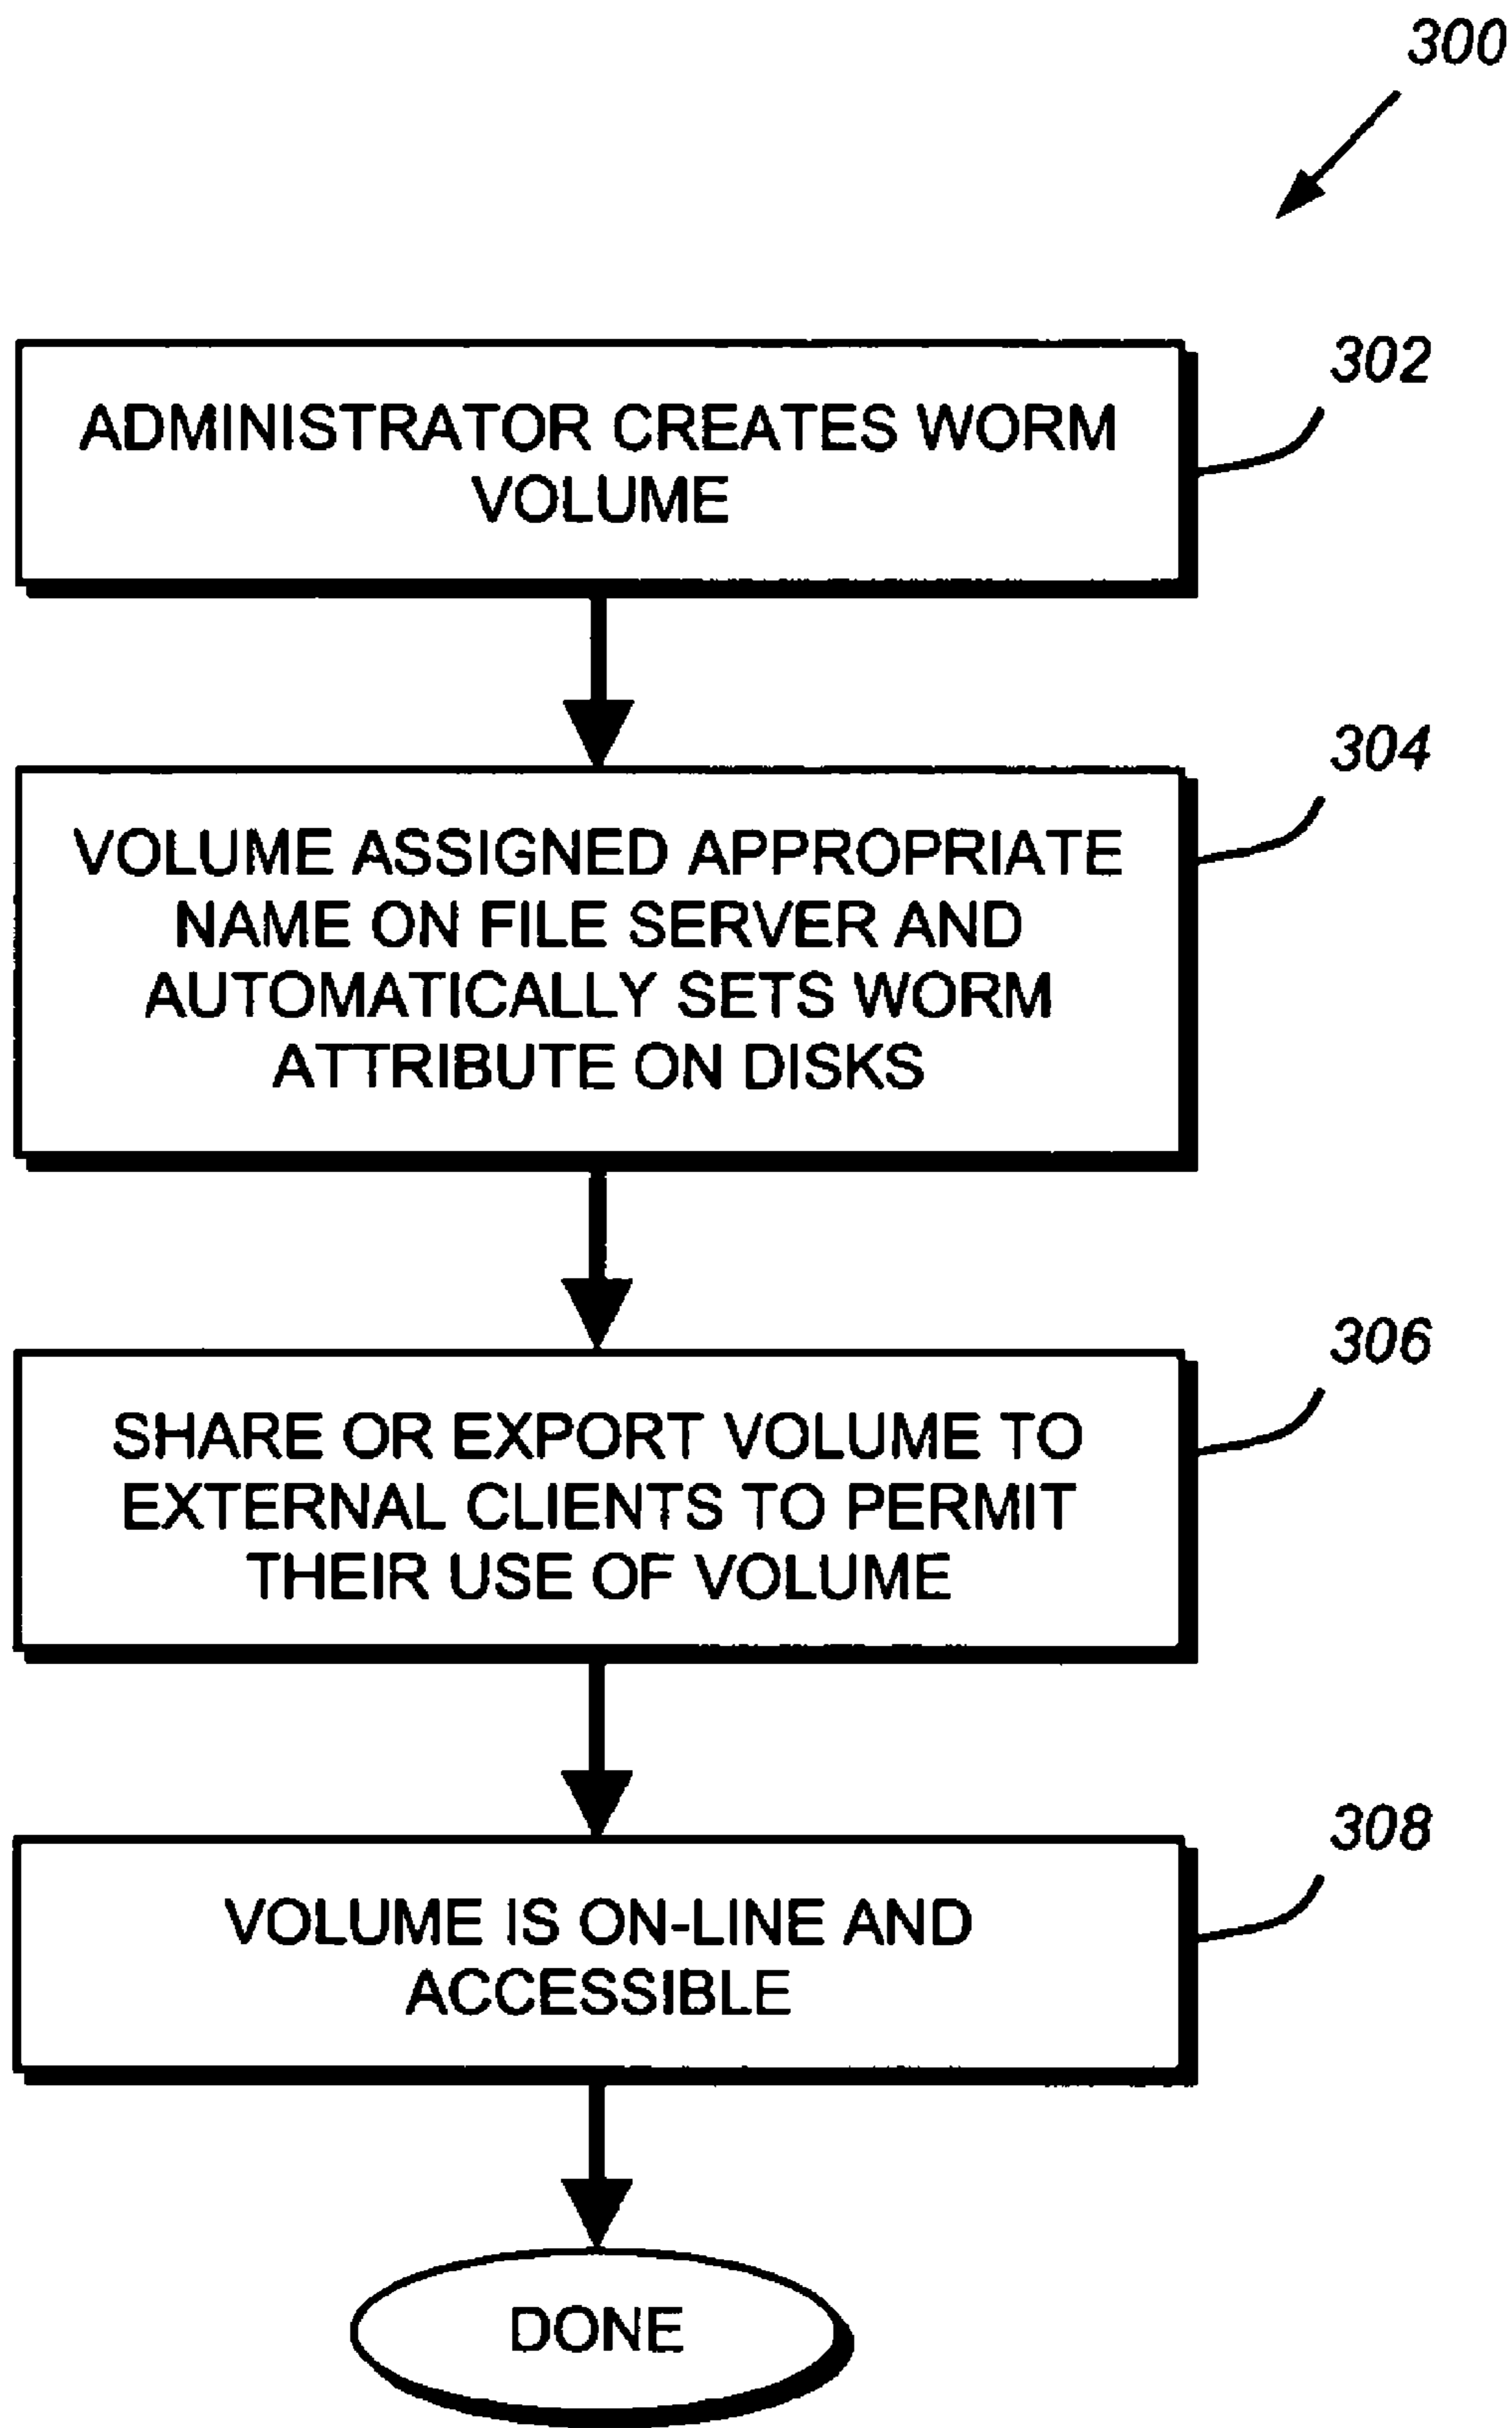 300
302
ADMINISTRATOR CREATES WORM
VOLUME
304
VOLUME ASSIGNED APPROPRIATE
NAME ON FILE SERVER AND
AUTOMATICALLY SETS WORM
ATTRIBUTE ON DISKS
306
SHARE OR EXPORT VOLUME TO
EXTERNAL CLIENTS TO PERMIT
THEIR USE OF VOLUME
308
VOLUME IS ON-LINE AND
ACCESSIBLE
DONE